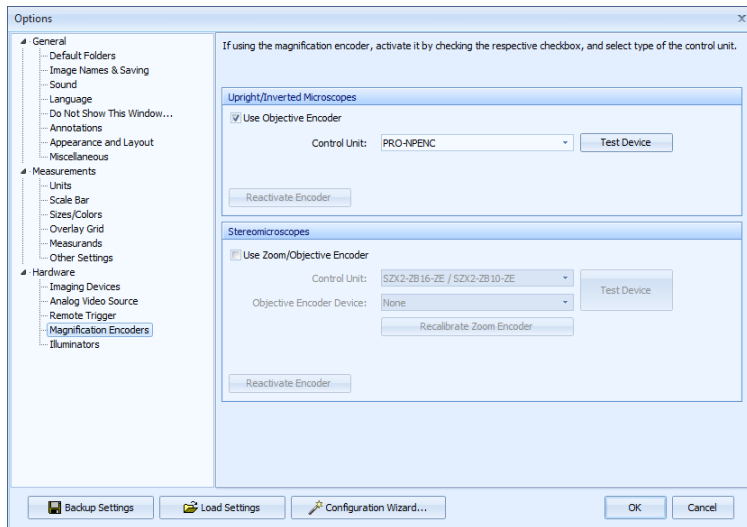 Options
General
Default Folders
Image Names & Saving
Sound
Language
Do Not Show This Window...
Annotations
Appearance and Layout
Miscellaneous
Measurements
Units
Scale Bar
Sizes/Colors
Overlay Grid
Measurands
Other Settings
Hardware
Imaging Devices
Analog Video Source
Remote Trigger
Magnification Encoders
Illuminators
If using the magnification encoder, activate it by checking the respective checkbox, and select type of the control unit.
Upright/Inverted Microscopes
Use Objective Encoder
Control Unit: PRO-NPENC Test Device
Reactivate Encoder
Stereomicroscopes
Use Zoom/Objective Encoder
Control Unit: SZX2-ZB16-ZE / SZX2-ZB10-ZE Test Device
Objective Encoder Device: None
Recalibrate Zoom Encoder
Reactivate Encoder
Backup Settings Load Settings Configuration Wizard... OK Cancel